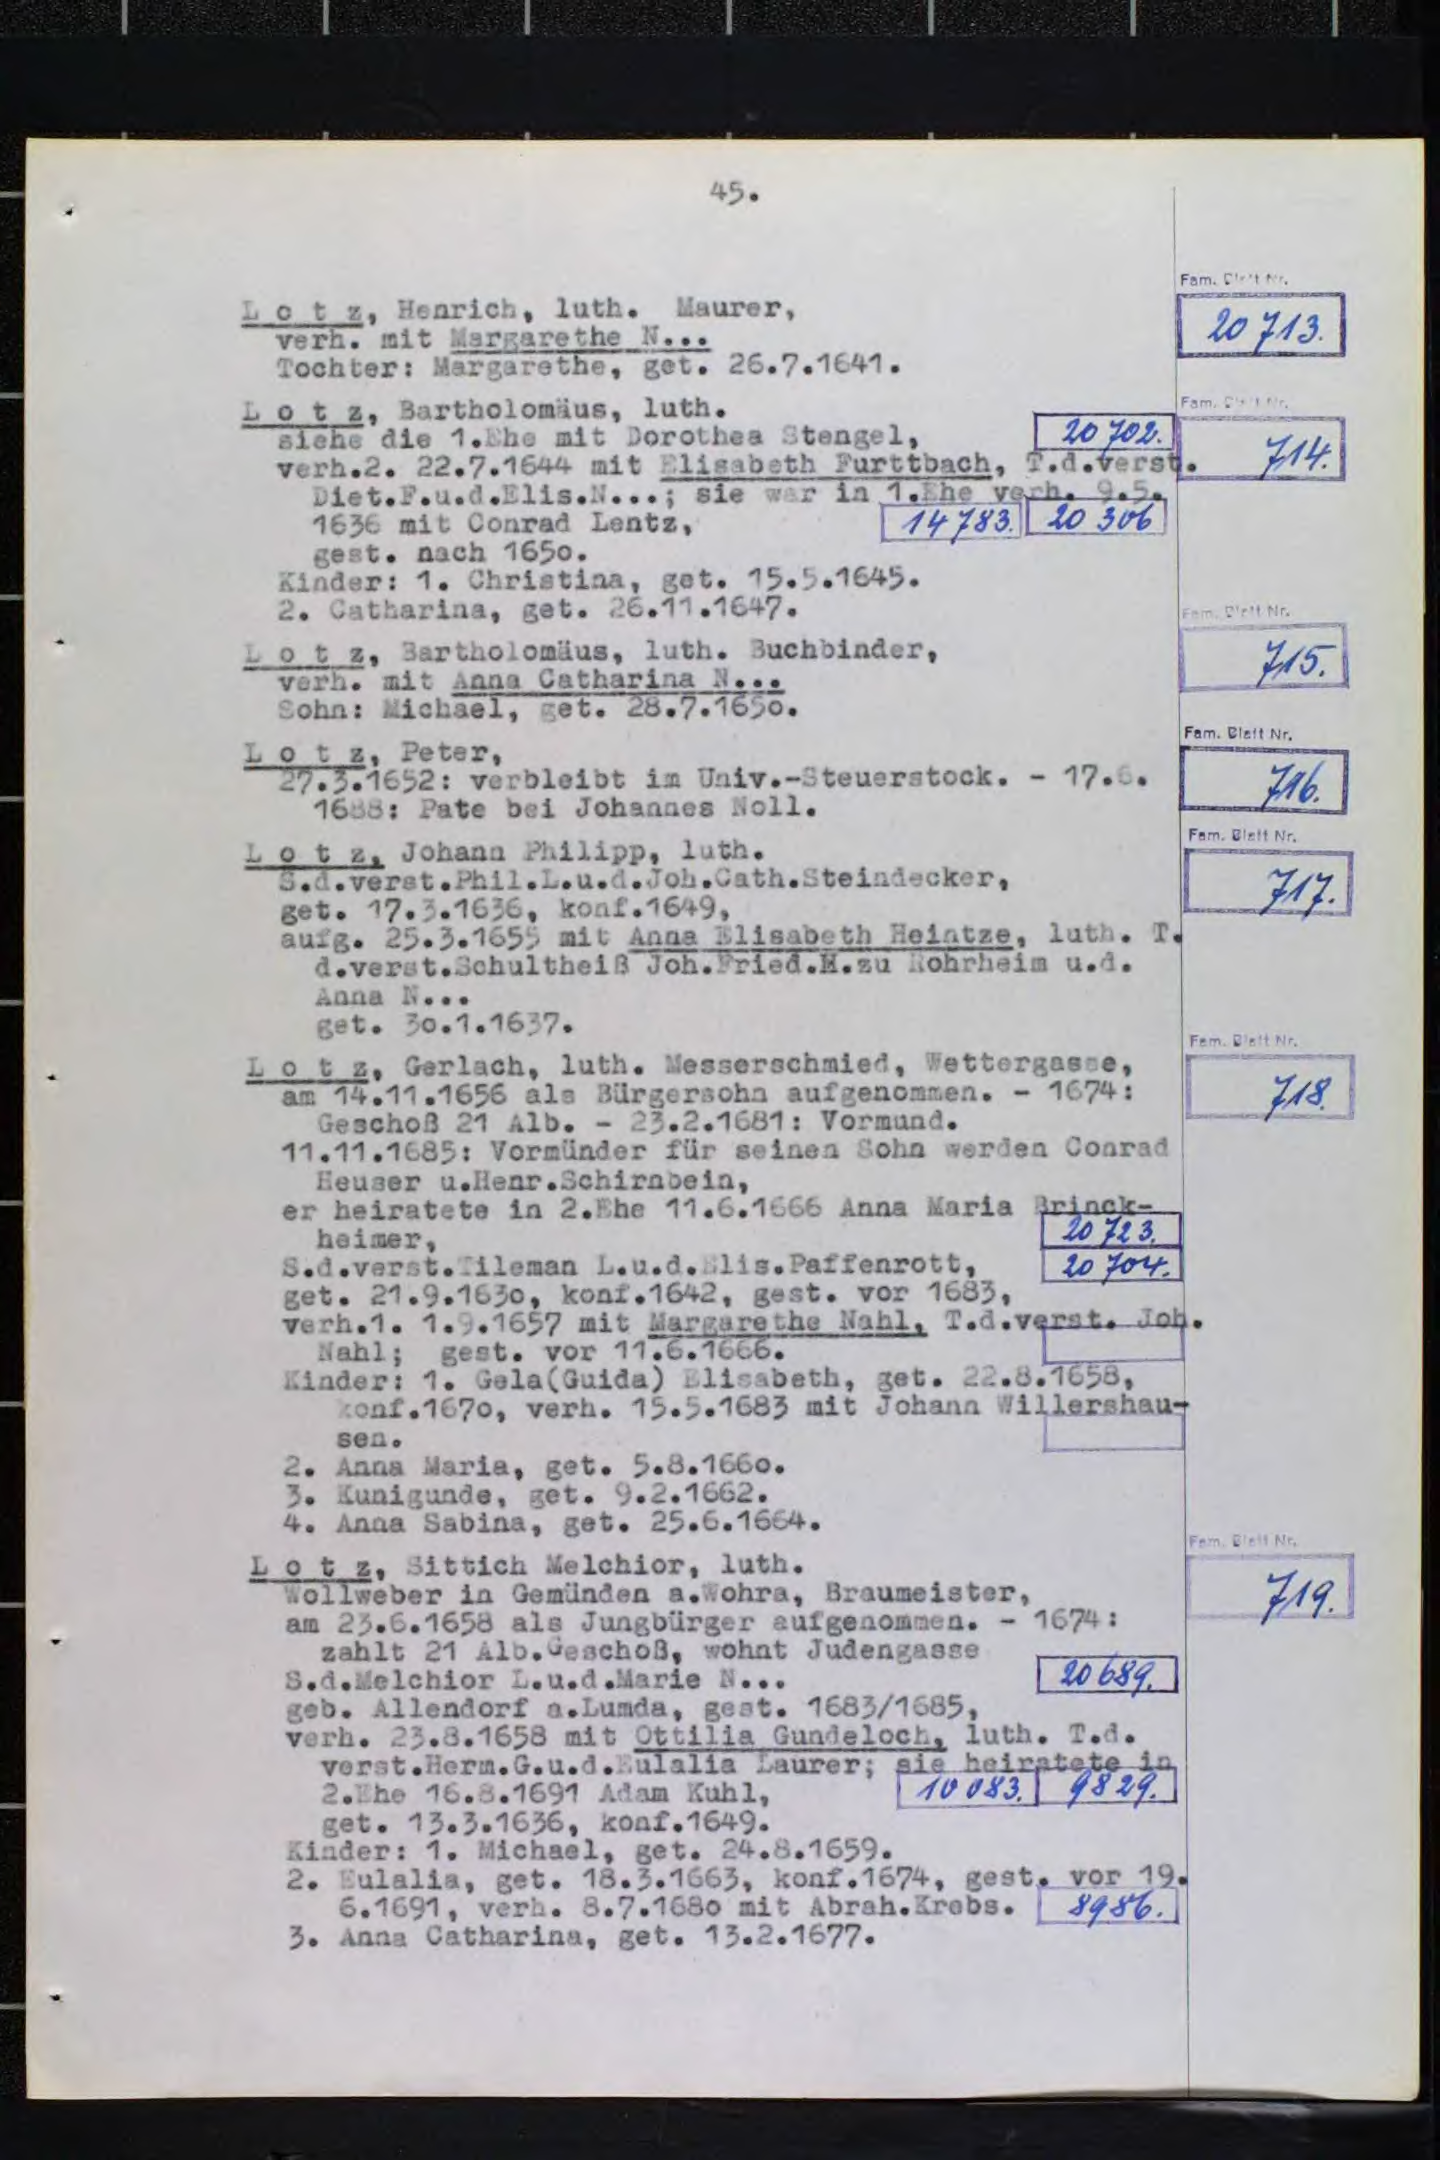 45.
Fam. Blatt Nr.
L o t z, Henrich, luth. Maurer,
20 713.
verh. mit Margarethe N...
Tochter: Margarethe, get. 26.7.1641.
Fam. Blatt Nr.
L o t z, Bartholomäus, luth.
siehe die 1.Ehe mit Dorothea Stengel, 20 702.
714.
verh.2. 22.7.1644 mit Elisabeth Furttbach, T.d.verst.
Diet.F.u.d.Elis.N...; sie war in 1.Ehe verh. 9.5.
1636 mit Conrad Lentz, 14 783. 20 306
gest. nach 1650.
Kinder: 1. Christina, get. 15.5.1645.
2. Catharina, get. 26.11.1647.
Fam. Blatt Nr.
L o t z, Bartholomäus, luth. Buchbinder,
715.
verh. mit Anna Catharina N...
Sohn: Michael, get. 28.7.1650.
Fam. Blatt Nr.
L o t z, Peter,
27.3.1652: verbleibt im Univ.-Steuerstock. - 17.6.
716.
1688: Pate bei Johannes Noll.
Fam. Blatt Nr.
L o t z, Johann Philipp, luth.
S.d.verst.Phil.L.u.d.Joh.Cath.Steindecker,
717.
get. 17.3.1636, konf.1649,
aufg. 25.3.1655 mit Anna Elisabeth Heintze, luth. T.
d.verst.Schultheiß Joh.Fried.H.zu Rohrheim u.d.
Anna N...
get. 30.1.1637.
Fam. Blatt Nr.
L o t z, Gerlach, luth. Messerschmied, Wettergasse,
718.
am 14.11.1656 als Bürgersohn aufgenommen. - 1674:
Geschoß 21 Alb. - 23.2.1681: Vormund.
11.11.1685: Vormünder für seinen Sohn werden Conrad
Heuser u.Henr.Schirnbein,
er heiratete in 2.Ehe 11.6.1666 Anna Maria Brinck-
heimer, 20 723.
S.d.verst.Tileman L.u.d.Elis.Paffenrott, 20 704.
get. 21.9.1630, konf.1642, gest. vor 1683,
verh.1. 1.9.1657 mit Margarethe Nahl, T.d.verst. Joh.
Nahl; gest. vor 11.6.1666.
Kinder: 1. Gela(Guida) Elisabeth, get. 22.8.1658,
konf.1670, verh. 15.5.1683 mit Johann Willershau-
sen.
2. Anna Maria, get. 5.8.1660.
3. Kunigunde, get. 9.2.1662.
4. Anna Sabina, get. 25.6.1664.
Fam. Blatt Nr.
L o t z, Sittich Melchior, luth.
719.
Wollweber in Gemünden a.Wohra, Braumeister,
am 23.6.1658 als Jungbürger aufgenommen. - 1674:
zahlt 21 Alb.Geschoß, wohnt Judengasse
S.d.Melchior L.u.d.Marie N... 20 689.
geb. Allendorf a.Lumda, gest. 1683/1685,
verh. 23.8.1658 mit Ottilia Gundeloch, luth. T.d.
verst.Herm.G.u.d.Eulalia Laurer; sie heiratete in
2.Ehe 16.8.1691 Adam Kuhl, 10 083. 9829.
get. 13.3.1636, konf.1649.
Kinder: 1. Michael, get. 24.8.1659.
2. Eulalia, get. 18.3.1663, konf.1674, gest. vor 19.
6.1691, verh. 8.7.1680 mit Abrah.Krebs. 8986.
3. Anna Catharina, get. 13.2.1677.